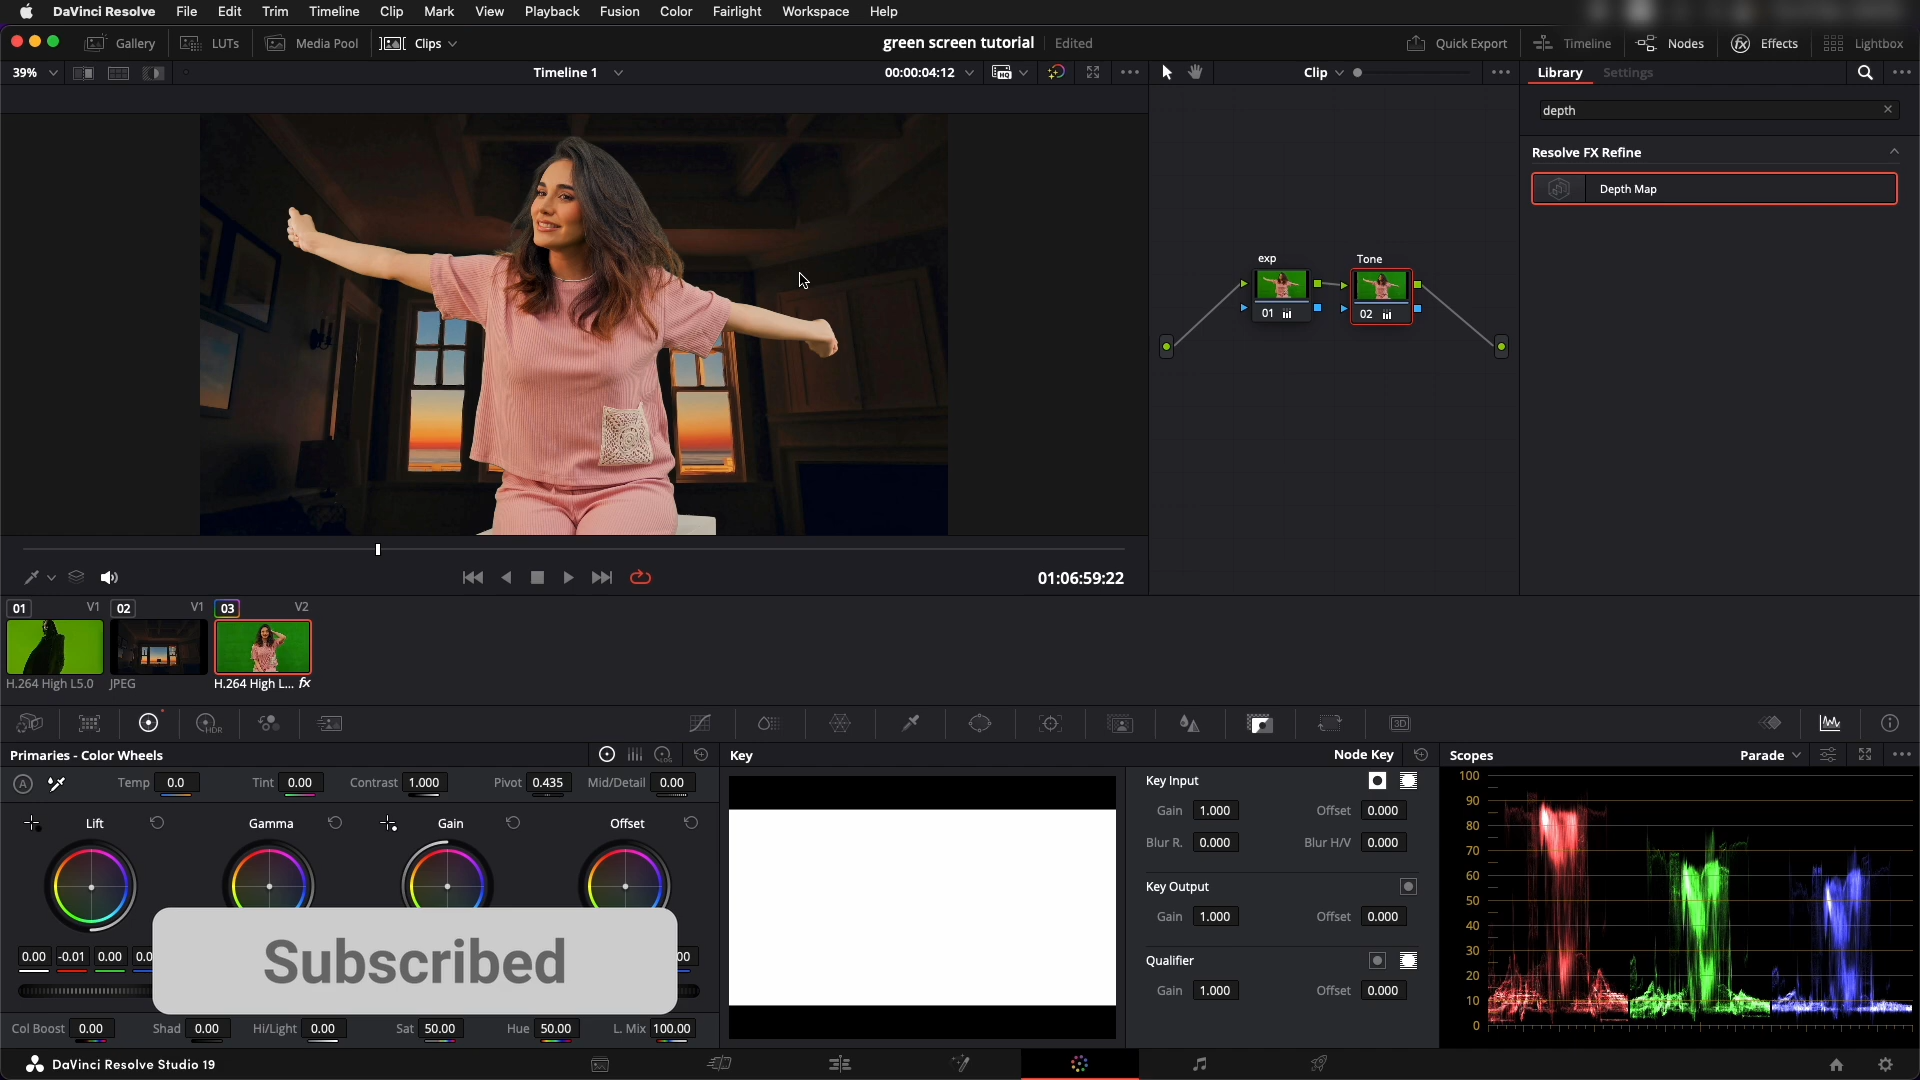 DaVinci Resolve File Edit Trim Timeline Clip Mark View Playback Fusion Color Fairlight Workspace Help
Gallery LUTs Media Pool Clips green screen tutorial Edited Quick Export Timeline Nodes Effects Lightbox
39% Timeline 1 00:00:04:12 HQ Clip Library Settings
depth
Resolve FX Refine
Depth Map
exp Tone
01 02
01:06:59:22
01 V1 02 V1 03 V2
H.264 High L5.0 JPEG H.264 High L... fx
HDR 3D
Primaries - Color Wheels LOG Key Node Key Scopes Parade
A Temp 0.0 Tint 0.00 Contrast 1.000 Pivot 0.435 Mid/Detail 0.00
Lift Gamma Gain Offset
0.00 -0.01 0.00
Subscribed
Col Boost 0.00 Shad 0.00 Hi/Light 0.00 Sat 50.00 Hue 50.00 L. Mix 100.00
Key Input
Gain 1.000 Offset 0.000
Blur R. 0.000 Blur H/V 0.000
Key Output
Gain 1.000 Offset 0.000
Qualifier
Gain 1.000 Offset 0.000
100
90
80
70
60
50
40
30
20
10
0
DaVinci Resolve Studio 19